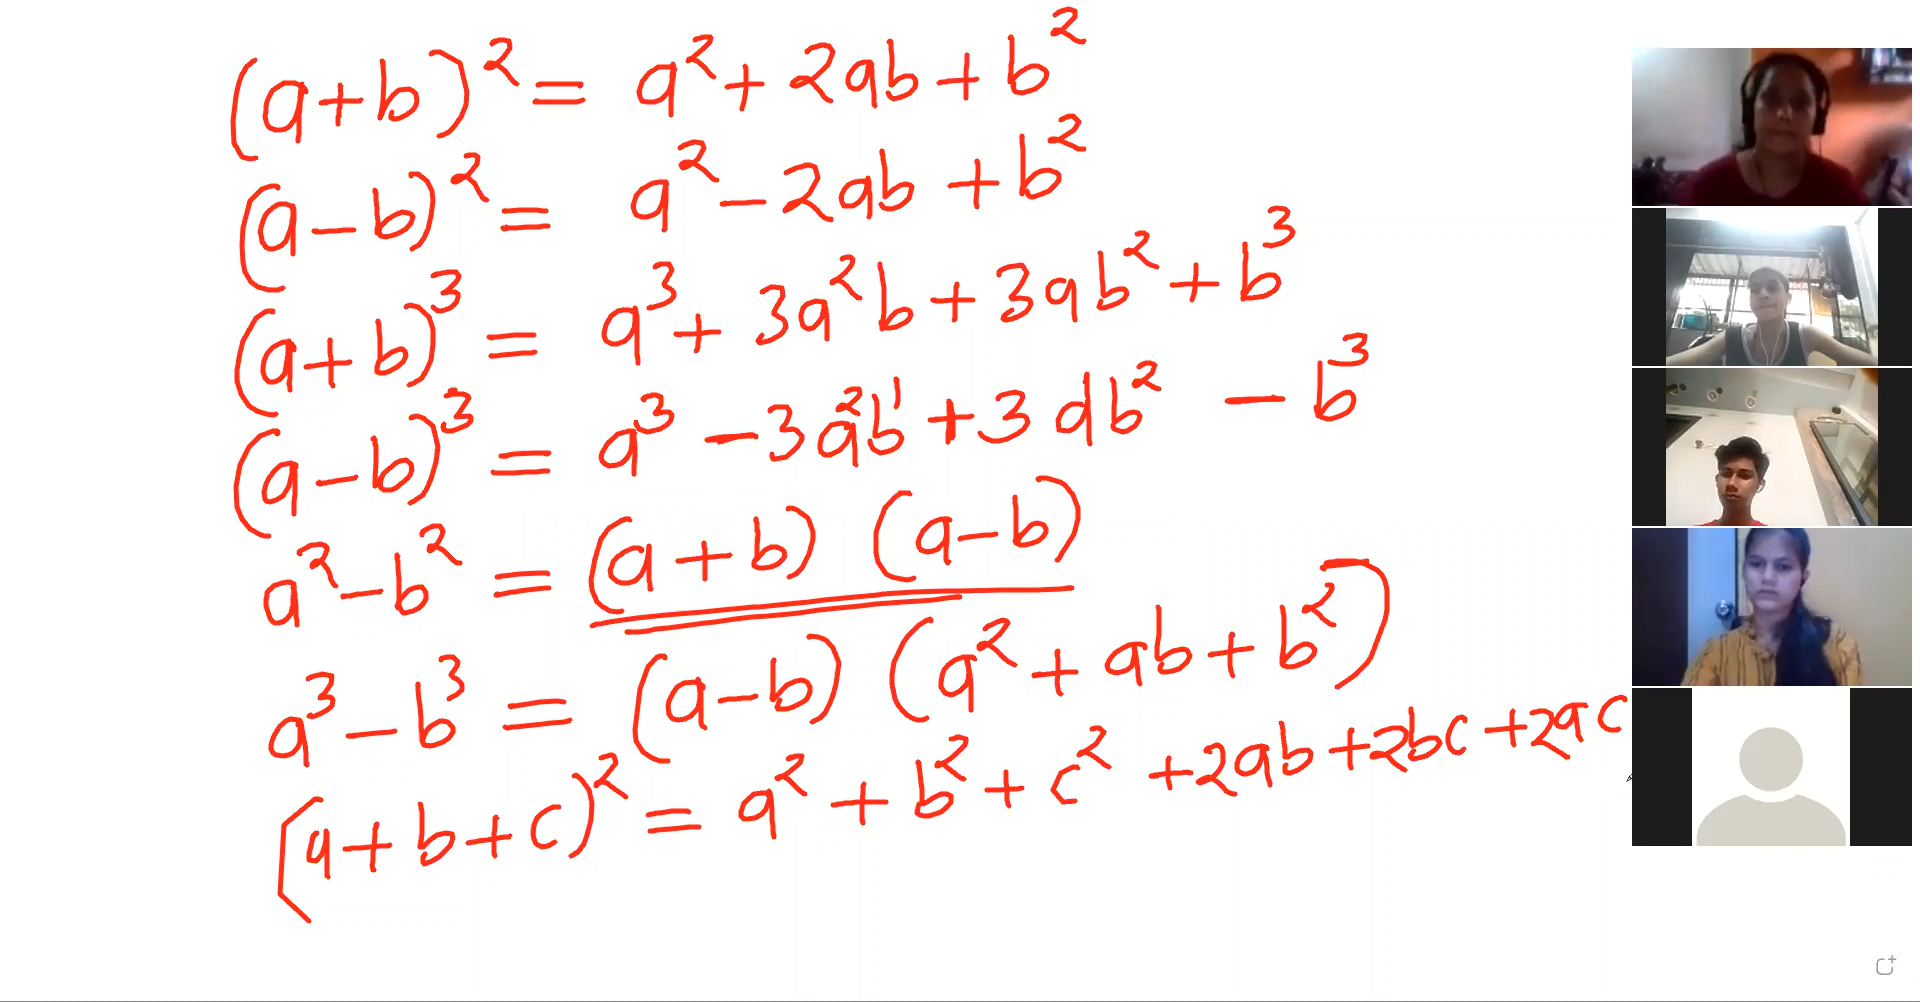 (a+b)² = a² + 2ab + b²
(a-b)² = a² - 2ab + b²
(a+b)³ = a³ + 3a²b + 3ab² + b³
(a-b)³ = a³ - 3a²b¹ + 3ab² - b³
a² - b² = (a+b) (a-b)
a³ - b³ = (a-b) (a² + ab + b²)
(a+b+c)² = a² + b² + c² + 2ab + 2bc + 2ac